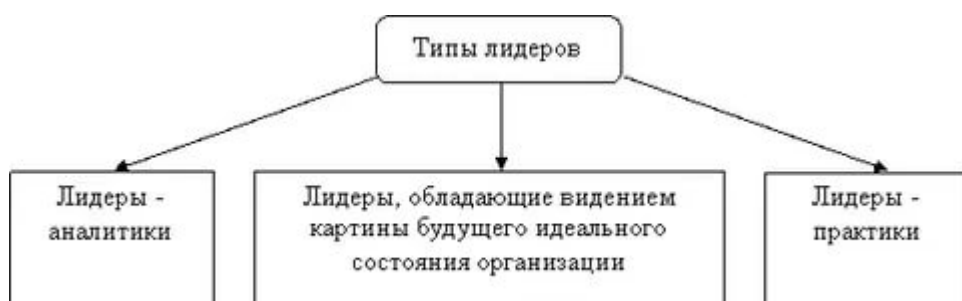 Типы лидеров
Лидеры -
аналитики
Лидеры, обладающие видением
картины будущего идеального
состояния организации
Лидеры -
практики